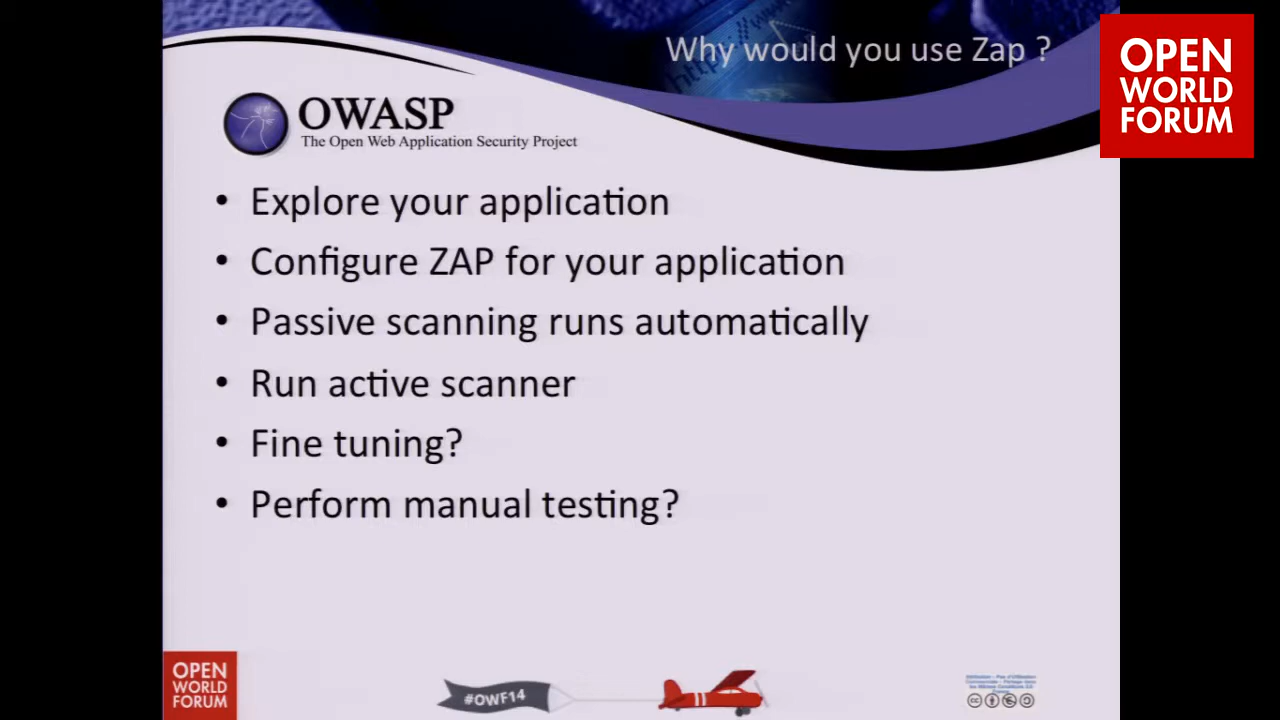 Why would you use Zap ?
OPEN
WORLD
FORUM
OWASP
The Open Web Application Security Project
• Explore your application
• Configure ZAP for your application
• Passive scanning runs automatically
• Run active scanner
• Fine tuning?
• Perform manual testing?
OPEN
WORLD
FORUM
#OWF14